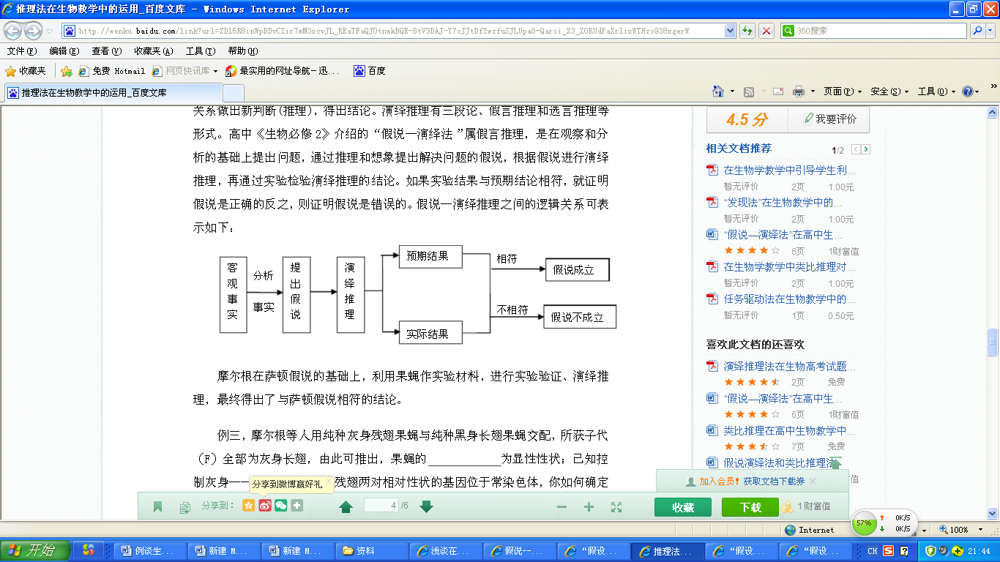 推理法在生物教学中的运用_百度文库 - Windows Internet Explorer
360搜索
文件(F) 编辑(E) 查看(V) 收藏夹(A) 工具(T) 帮助(H)
收藏夹 免费 Hotmail 网页快讯库 最实用的网址导航－迅... 百度
推理法在生物教学中的运用_百度文库
页面(P) 安全(S) 工具(O)
关系做出新判断(推理)，得出结论。演绎推理有三段论、假言推理和选言推理等
形式。高中《生物必修2》介绍的“假说—演绎法”属假言推理，是在观察和分
析的基础上提出问题，通过推理和想象提出解决问题的假说，根据假说进行演绎
推理，再通过实验检验演绎推理的结论。如果实验结果与预期结论相符，就证明
假说是正确的反之，则证明假说是错误的。假说一演绎推理之间的逻辑关系可表
示如下：
客观事实
分析
事实
提出假说
演绎推理
预期结果
实际结果
相符
不相符
假说成立
假说不成立
摩尔根在萨顿假说的基础上，利用果蝇作实验材料，进行实验验证、演绎推
理，最终得出了与萨顿假说相符的结论。
例三，摩尔根等人用纯种灰身残翅果蝇与纯种黑身长翅果蝇交配，所获子代
（F）全部为灰身长翅，由此可推出，果蝇的____________为显性性状；已知控
制灰身—— 残翅两对相对性状的基因位于常染色体，你如何确定
分享到微博赢好礼
分享到：
4 /6
收藏
下载
1财富值
加入会员! 获取文档下载券
4.5 分
我要评价
相关文档推荐 1/2
在生物学教学中引导学生利...
暂无评价 2页 1.00元
“发现法”在生物教学中的...
暂无评价 2页 1.00元
“假说—演绎法”在高中生...
6页 1财富值
在生物学教学中类比推理对...
暂无评价 2页 1.00元
任务驱动法在生物教学中的...
暂无评价 1页 0.50元
喜欢此文档的还喜欢
演绎推理法在生物高考试题...
2页 免费
“假说—演绎法”在高中生...
6页 1财富值
类比推理在高中生物教学中...
7页 免费
假说演绎法和类比推理法
值
57% 0K/S
0K/S
Internet 100%
开始 例谈生... 新建 M... 新建 M... 资料 浅谈在... 假说--... “假设... 推理法... “假设... “假设... CH 21:44